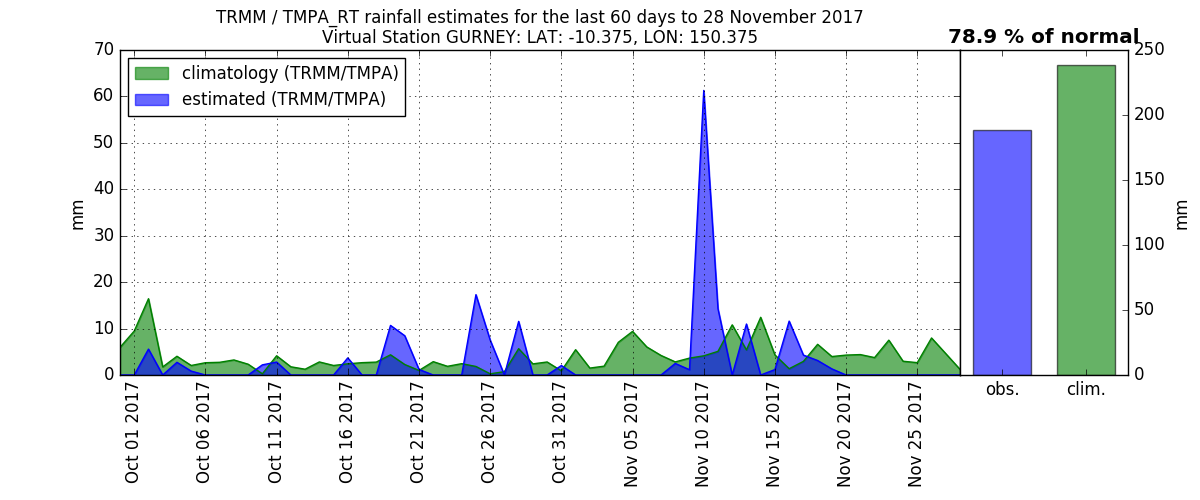 TRMM / TMPA_RT rainfall estimates for the last 60 days to 28 November 2017
Virtual Station GURNEY: LAT: -10.375, LON: 150.375
78.9 % of normal
climatology (TRMM/TMPA)
estimated (TRMM/TMPA)
70
60
50
40
30
20
10
0
mm
Oct 01 2017
Oct 06 2017
Oct 11 2017
Oct 16 2017
Oct 21 2017
Oct 26 2017
Oct 31 2017
Nov 05 2017
Nov 10 2017
Nov 15 2017
Nov 20 2017
Nov 25 2017
250
200
150
100
50
0
mm
obs.
clim.